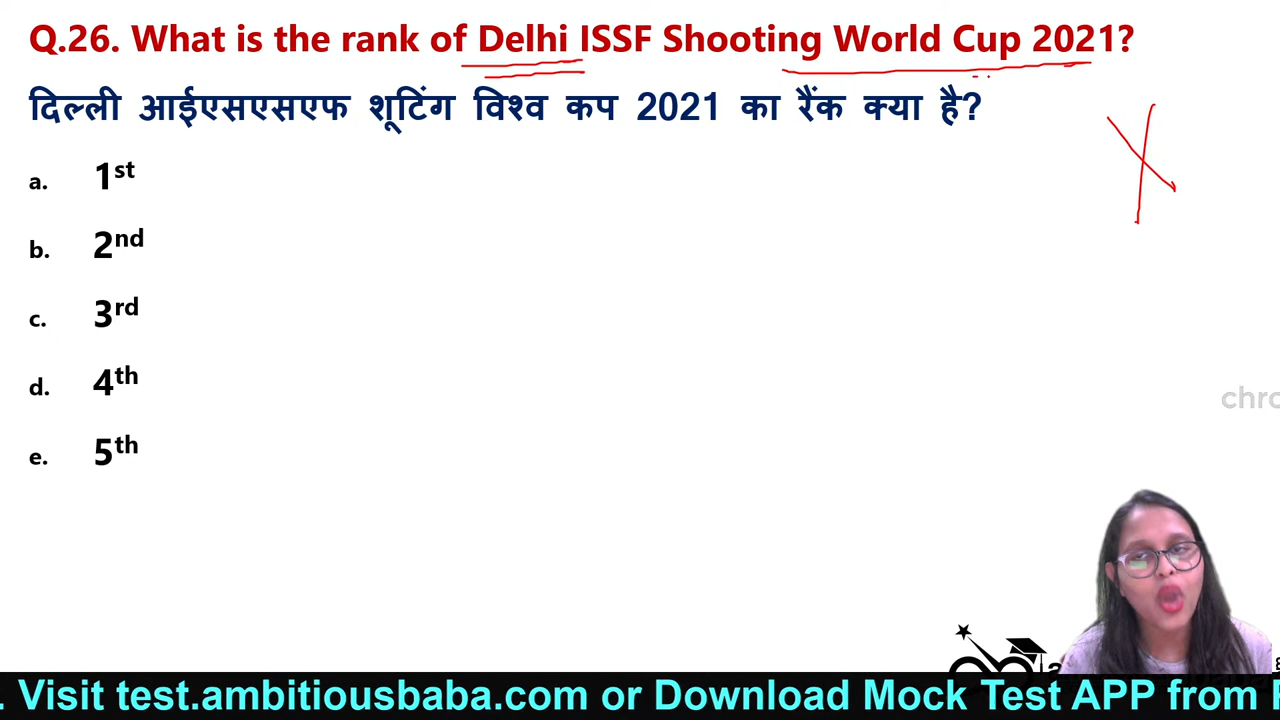 Q.26. What is the rank of Delhi ISSF Shooting World Cup 2021?
दिल्ली आईएसएसएफ शूटिंग विश्व कप 2021 का रैंक क्या है?
a. 1st
b. 2nd
c. 3rd
chro
d. 4th
e. 5th
. Visit test.ambitiousbaba.com or Download Mock Test APP from